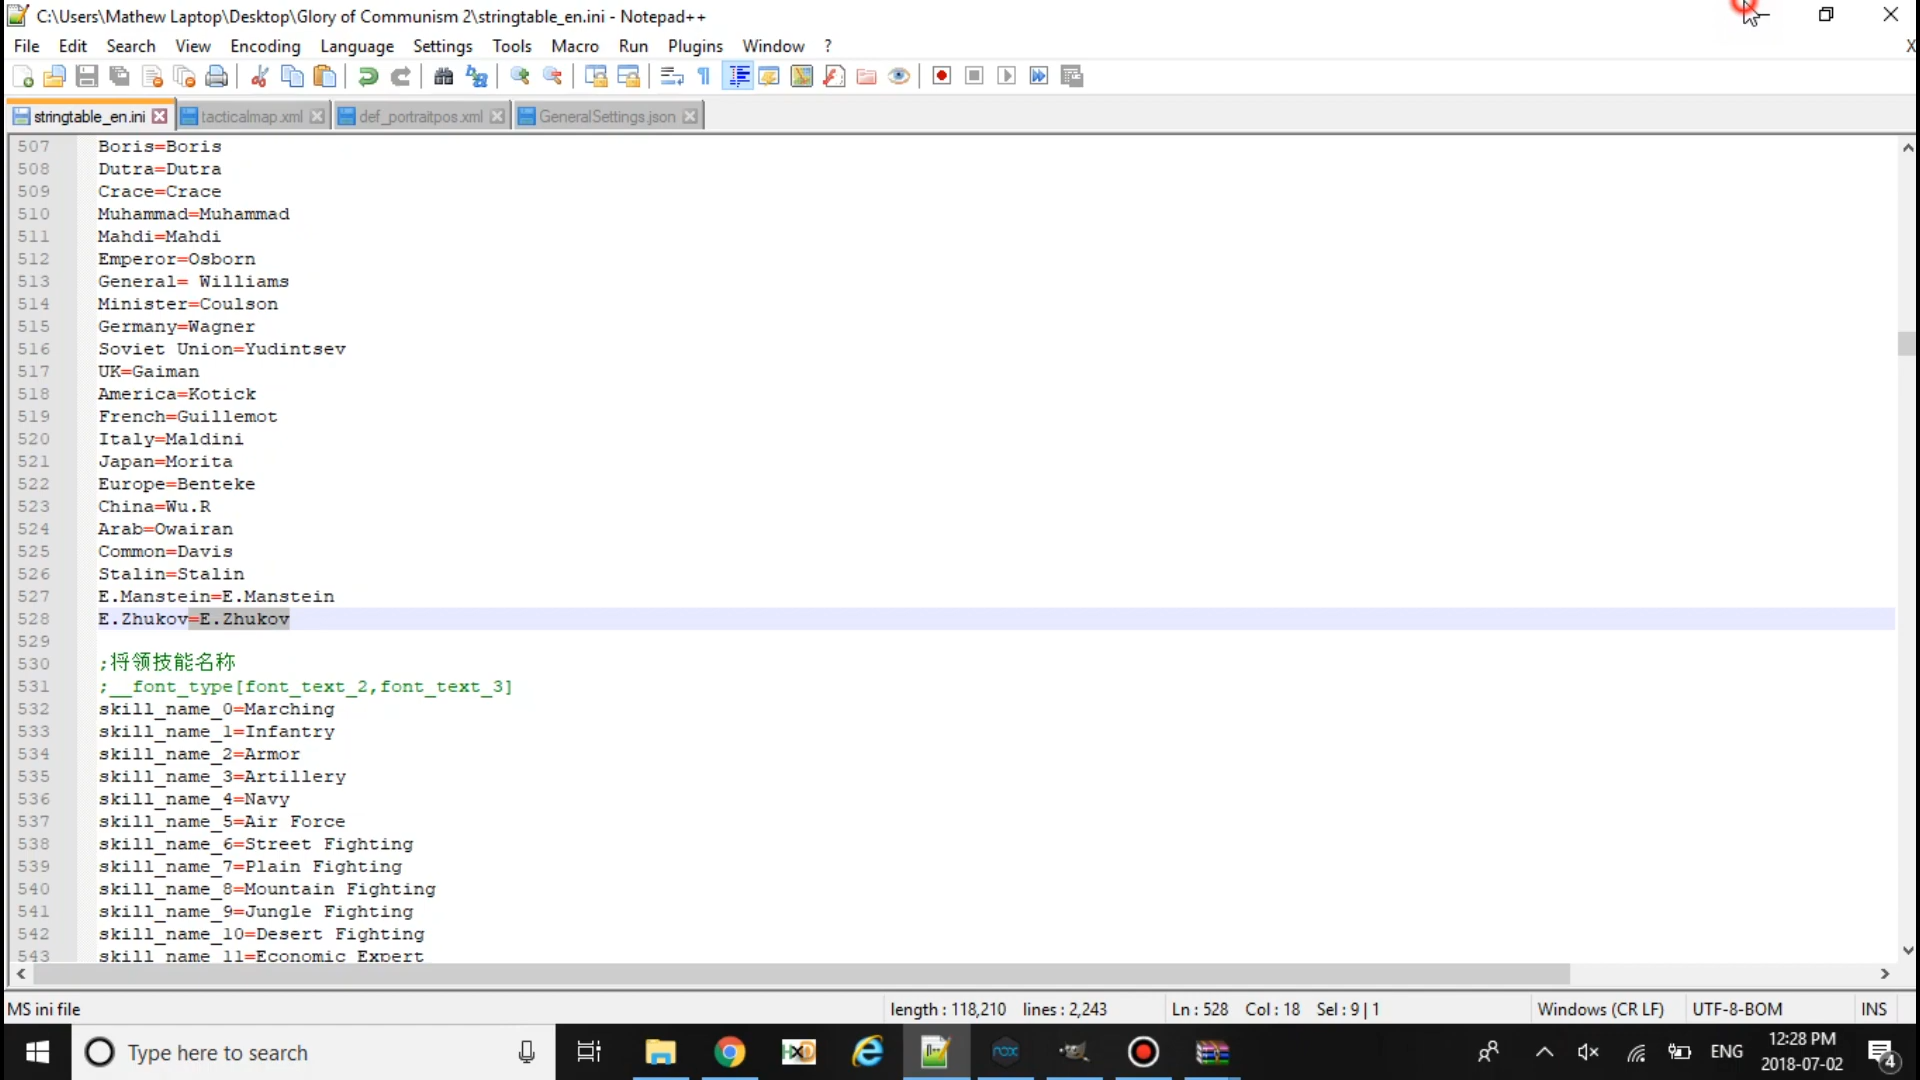 C:\Users\Mathew Laptop\Desktop\Glory of Communism 2\stringtable_en.ini - Notepad++
File Edit Search View Encoding Language Settings Tools Macro Run Plugins Window ? X
stringtable_en.ini tacticalmap.xml def_portraitpos.xml GeneralSettings.json
507 Boris=Boris
508 Dutra=Dutra
509 Crace=Crace
510 Muhammad=Muhammad
511 Mahdi=Mahdi
512 Emperor=Osborn
513 General= Williams
514 Minister=Coulson
515 Germany=Wagner
516 Soviet Union=Yudintsev
517 UK=Gaiman
518 America=Kotick
519 French=Guillemot
520 Italy=Maldini
521 Japan=Morita
522 Europe=Benteke
523 China=Wu.R
524 Arab=Owairan
525 Common=Davis
526 Stalin=Stalin
527 E.Manstein=E.Manstein
528 E.Zhukov=E.Zhukov
529
530 ;将领技能名称
531 ;__font_type[font_text_2,font_text_3]
532 skill_name_0=Marching
533 skill_name_1=Infantry
534 skill_name_2=Armor
535 skill_name_3=Artillery
536 skill_name_4=Navy
537 skill_name_5=Air Force
538 skill_name_6=Street Fighting
539 skill_name_7=Plain Fighting
540 skill_name_8=Mountain Fighting
541 skill_name_9=Jungle Fighting
542 skill_name_10=Desert Fighting
543 skill_name_11=Economic Expert
MS ini file length : 118,210 lines : 2,243 Ln : 528 Col : 18 Sel : 9 | 1 Windows (CR LF) UTF-8-BOM INS
Type here to search HXD nox ENG 12:28 PM
2018-07-02 4